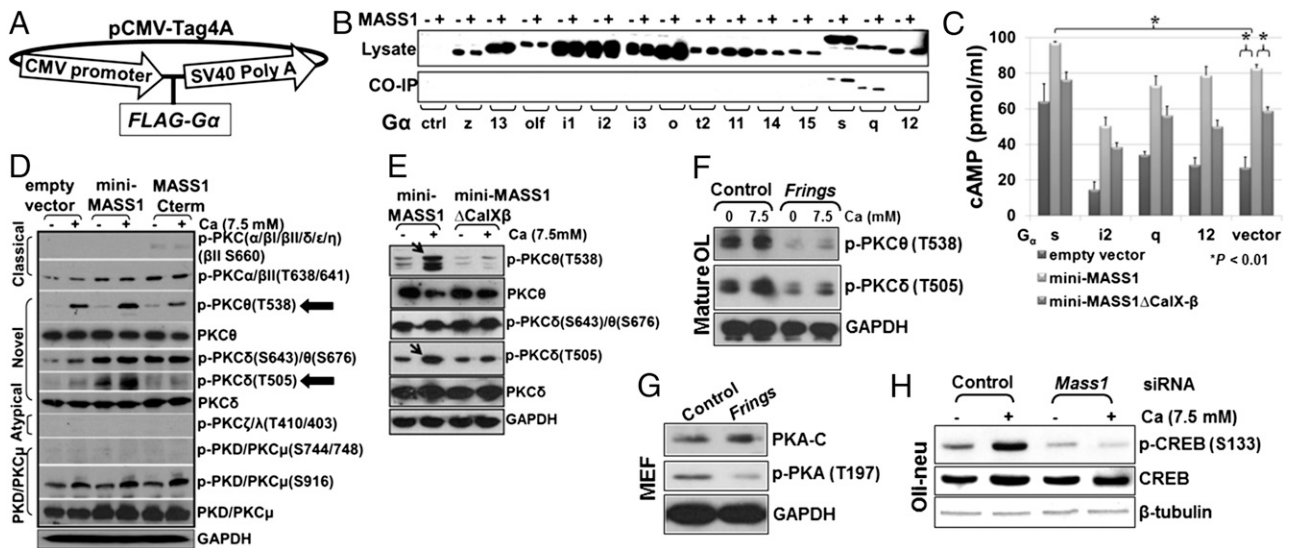 A
pCMV-Tag4A
CMV promoter
SV40 Poly A
FLAG-Gα
B
MASS1 - + - + - + - + - + - + - + - + - + - + - + - + - + - + - +
Lysate
CO-IP
Gα ctrl z 13 olf i1 i2 i3 o t2 11 14 15 s q 12
C
cAMP (pmol/ml)
100
80
60
40
20
0
*
* *
Gα s i2 q 12 vector
empty vector
*P < 0.01
mini-MASS1
mini-MASS1ΔCalX-β
D
empty vector
mini-MASS1
MASS1 Cterm
- + - + - + Ca (7.5 mM)
Classical
p-PKC(α/βI/βII/δ/ε/η)
(βII S660)
p-PKCα/βII(T638/641)
Novel
p-PKCθ(T538)
PKCθ
p-PKCδ(S643)/θ(S676)
p-PKCδ(T505)
PKCδ
Atypical
p-PKCζ/λ(T410/403)
PKD/PKCμ
p-PKD/PKCμ(S744/748)
p-PKD/PKCμ(S916)
PKD/PKCμ
GAPDH
E
mini-MASS1
mini-MASS1 ΔCalXβ
- + - + Ca (7.5mM)
p-PKCθ(T538)
PKCθ
p-PKCδ(S643)/θ(S676)
p-PKCδ(T505)
PKCδ
GAPDH
F
Control Frings
0 7.5 0 7.5 Ca (mM)
Mature OL
p-PKCθ (T538)
p-PKCδ (T505)
GAPDH
G
Control Frings
MEF
PKA-C
p-PKA (T197)
GAPDH
H
Control Mass1 siRNA
- + - + Ca (7.5 mM)
Oli-neu
p-CREB (S133)
CREB
β-tubulin